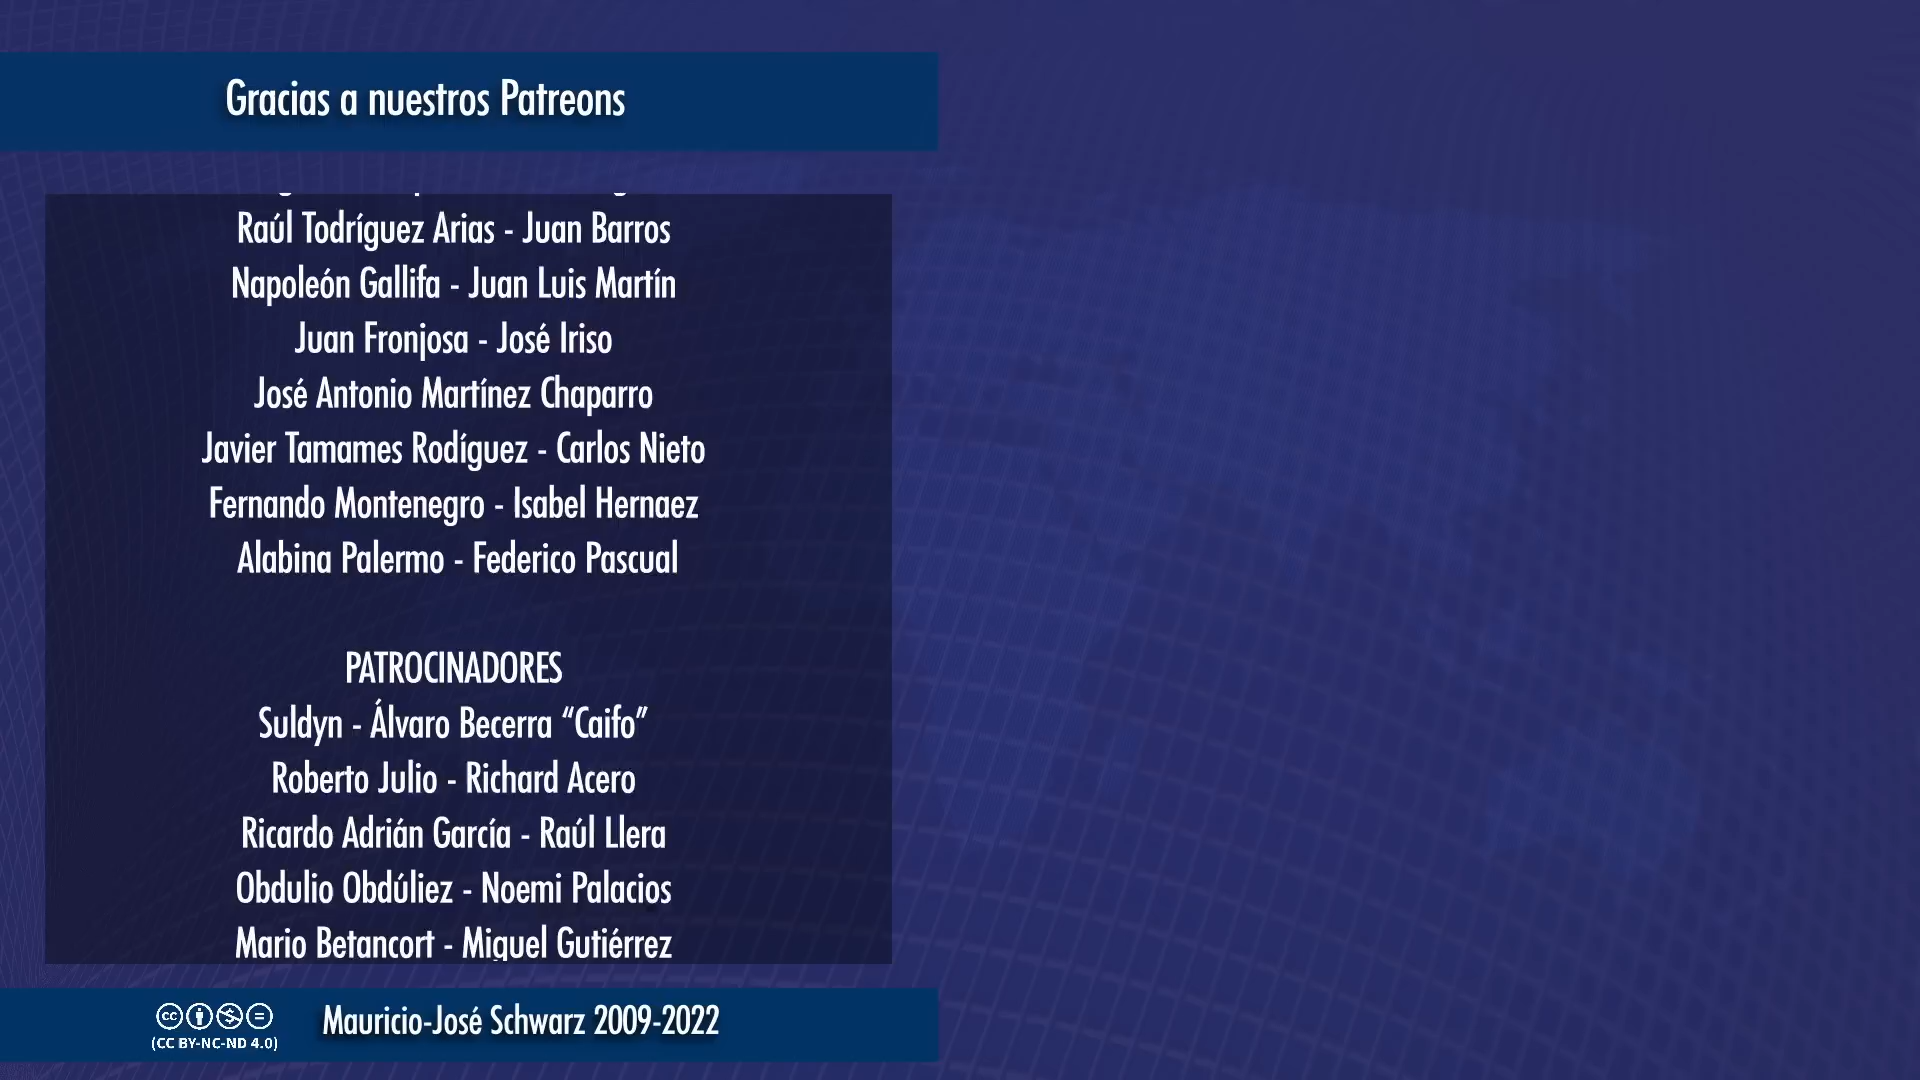 Gracias a nuestros Patreons
Raúl Todríguez Arias - Juan Barros
Napoleón Gallifa - Juan Luis Martín
Juan Fronjosa - José Iriso
José Antonio Martínez Chaparro
Javier Tamames Rodíguez - Carlos Nieto
Fernando Montenegro - Isabel Hernaez
Alabina Palermo - Federico Pascual
PATROCINADORES
Suldyn - Álvaro Becerra “Caifo”
Roberto Julio - Richard Acero
Ricardo Adrián García - Raúl Llera
Obdulio Obdúliez - Noemi Palacios
Mario Betancort - Miguel Gutiérrez
Mauricio-José Schwarz 2009-2022
(CC BY-NC-ND 4.0)